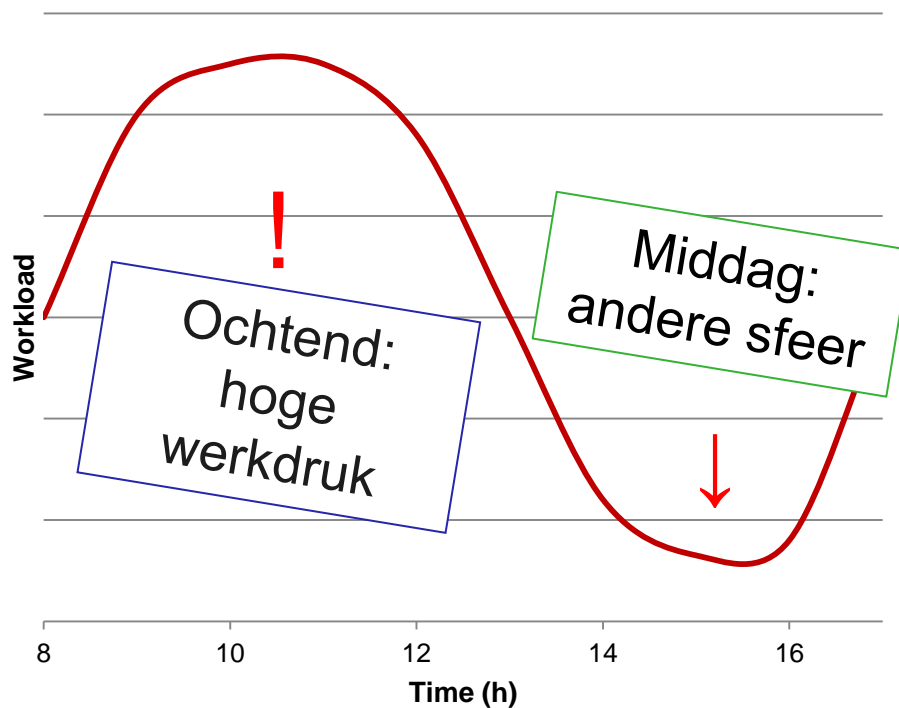 !
Ochtend:
hoge
werkdruk
Middag:
andere sfeer
Workload
8 10 12 14 16
Time (h)